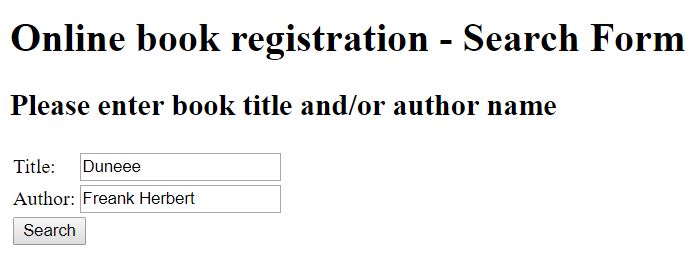 Online book registration - Search Form
Please enter book title and/or author name
Title: Duneee
Author: Freank Herbert
Search